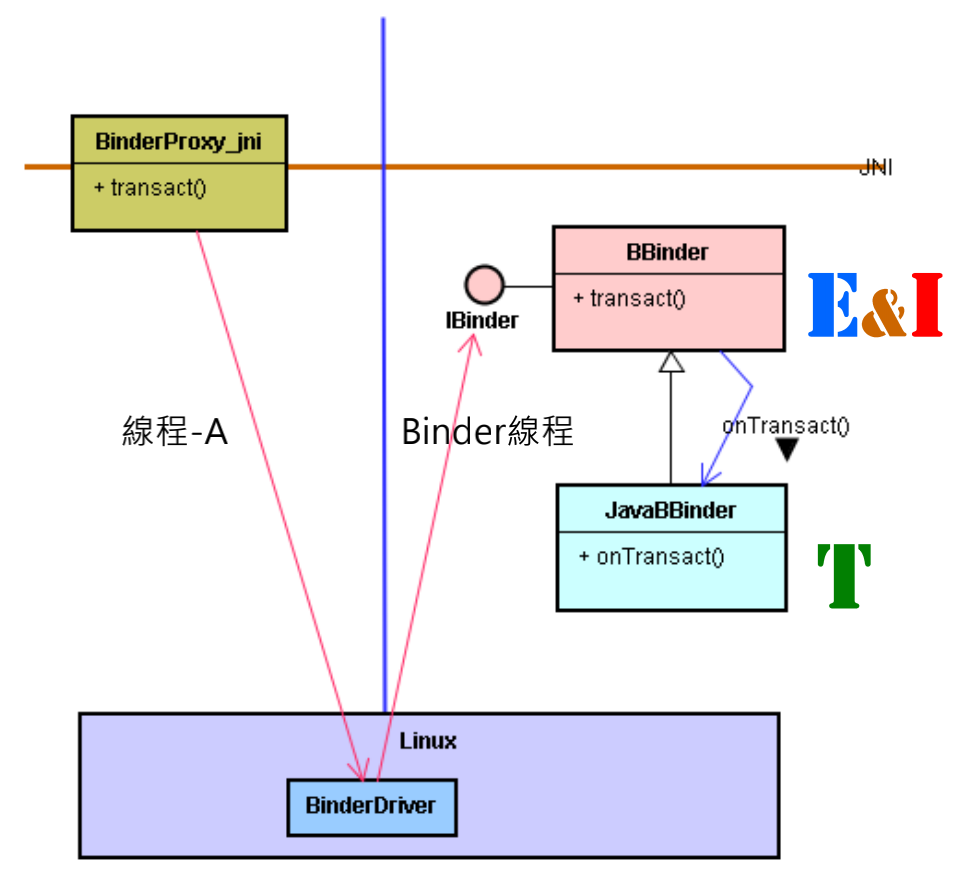 BinderProxy_jni
+ transact()
JNI
BBinder
+ transact()
E&I
IBinder
線程-A
Binder線程
onTransact()
JavaBBinder
+ onTransact()
T
Linux
BinderDriver